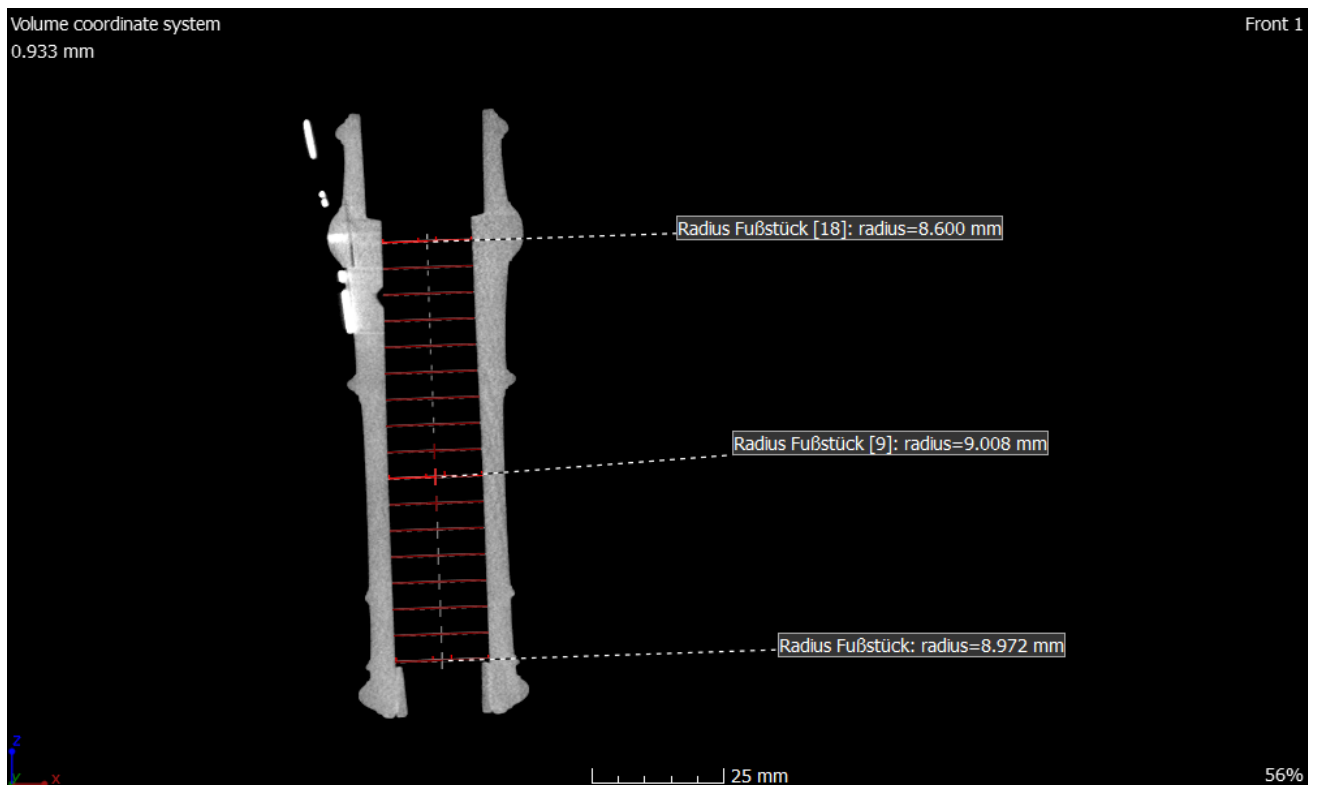 Volume coordinate system
Front 1
0.933 mm
Radius Fußstück [18]: radius=8.600 mm
Radius Fußstück [9]: radius=9.008 mm
Radius Fußstück: radius=8.972 mm
z
y
x
25 mm
56%